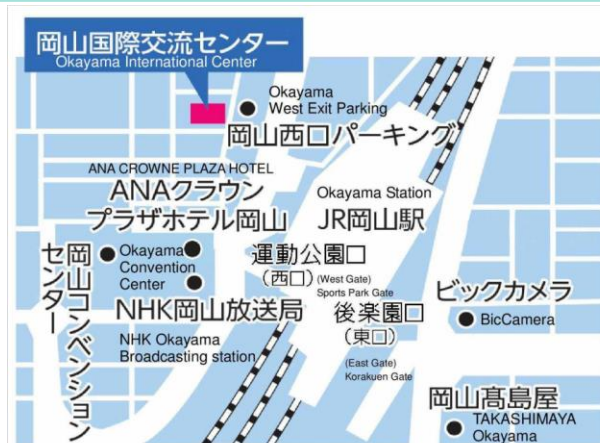 岡山国際交流センター
Okayama International Center
Okayama
West Exit Parking
岡山西口パーキング
ANA CROWNE PLAZA HOTEL
ANAクラウン
プラザホテル岡山
Okayama Station
JR岡山駅
岡山コンベンション
センター
Okayama
Convention
Center
運動公園口
(西口)
(West Gate)
Sports Park Gate
NHK岡山放送局
NHK Okayama
Broadcasting station
後楽園口
(東口)
(East Gate)
Korakuen Gate
ビックカメラ
BicCamera
岡山髙島屋
TAKASHIMAYA
Okayama